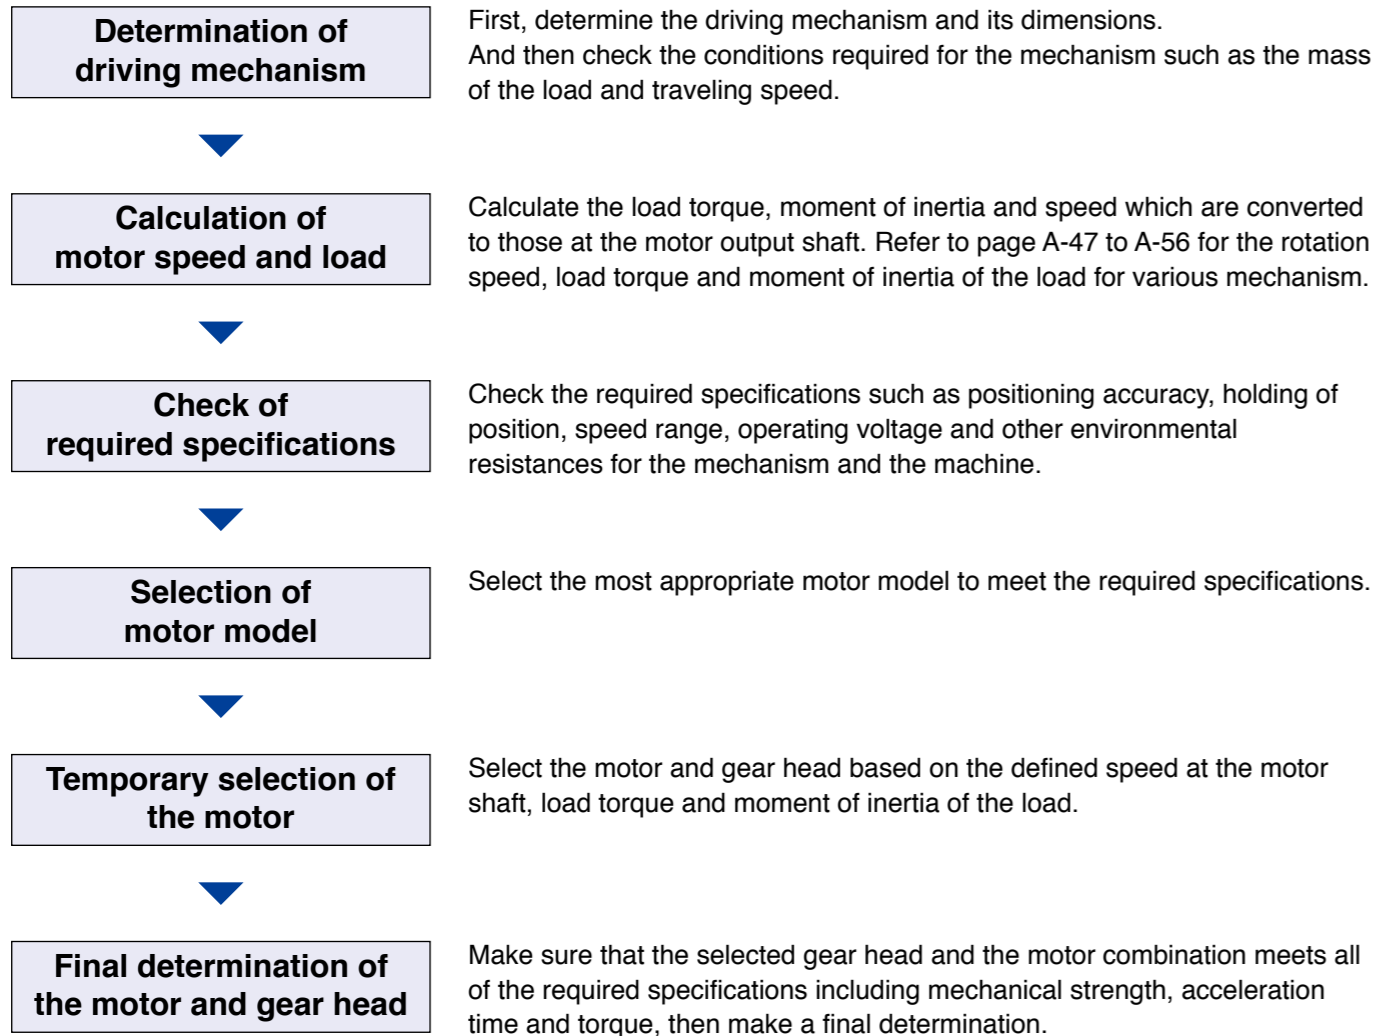 Determination of
driving mechanism
First, determine the driving mechanism and its dimensions.
And then check the conditions required for the mechanism such as the mass
of the load and traveling speed.
Calculation of
motor speed and load
Calculate the load torque, moment of inertia and speed which are converted
to those at the motor output shaft. Refer to page A-47 to A-56 for the rotation
speed, load torque and moment of inertia of the load for various mechanism.
Check of
required specifications
Check the required specifications such as positioning accuracy, holding of
position, speed range, operating voltage and other environmental
resistances for the mechanism and the machine.
Selection of
motor model
Select the most appropriate motor model to meet the required specifications.
Temporary selection of
the motor
Select the motor and gear head based on the defined speed at the motor
shaft, load torque and moment of inertia of the load.
Final determination of
the motor and gear head
Make sure that the selected gear head and the motor combination meets all
of the required specifications including mechanical strength, acceleration
time and torque, then make a final determination.